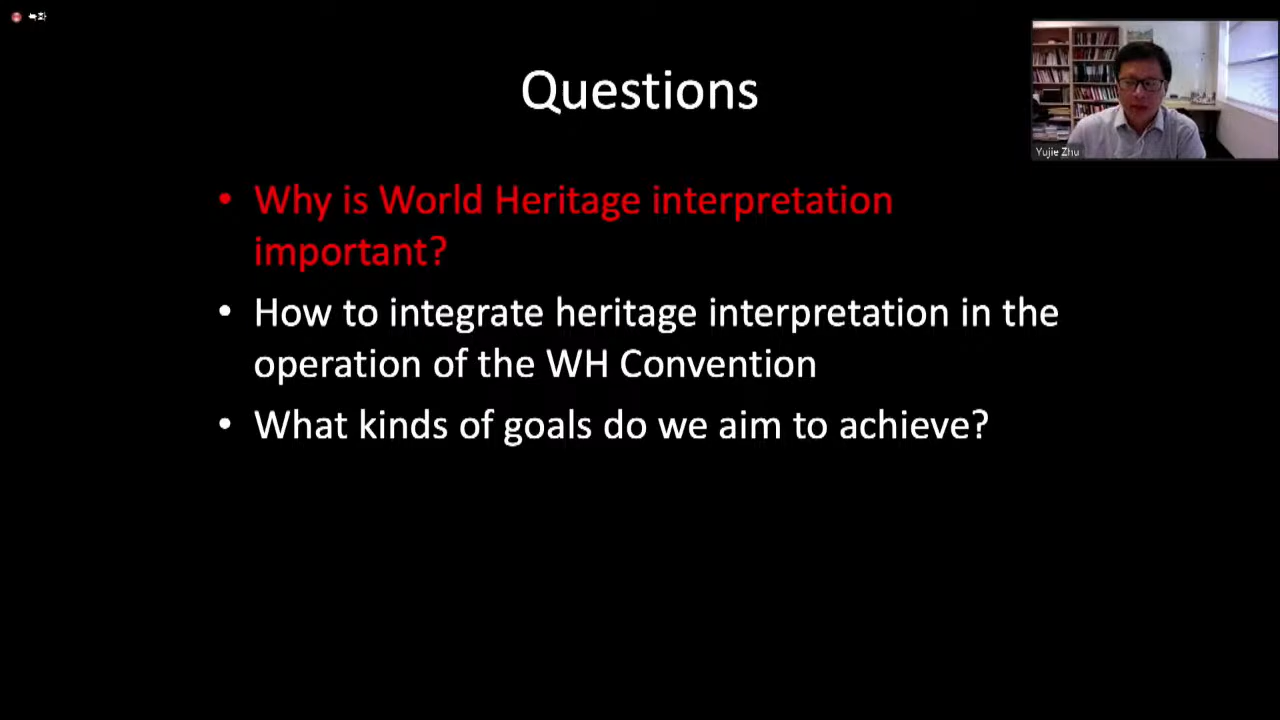 Questions
Yujie Zhu
• Why is World Heritage interpretation
important?
• How to integrate heritage interpretation in the
operation of the WH Convention
• What kinds of goals do we aim to achieve?